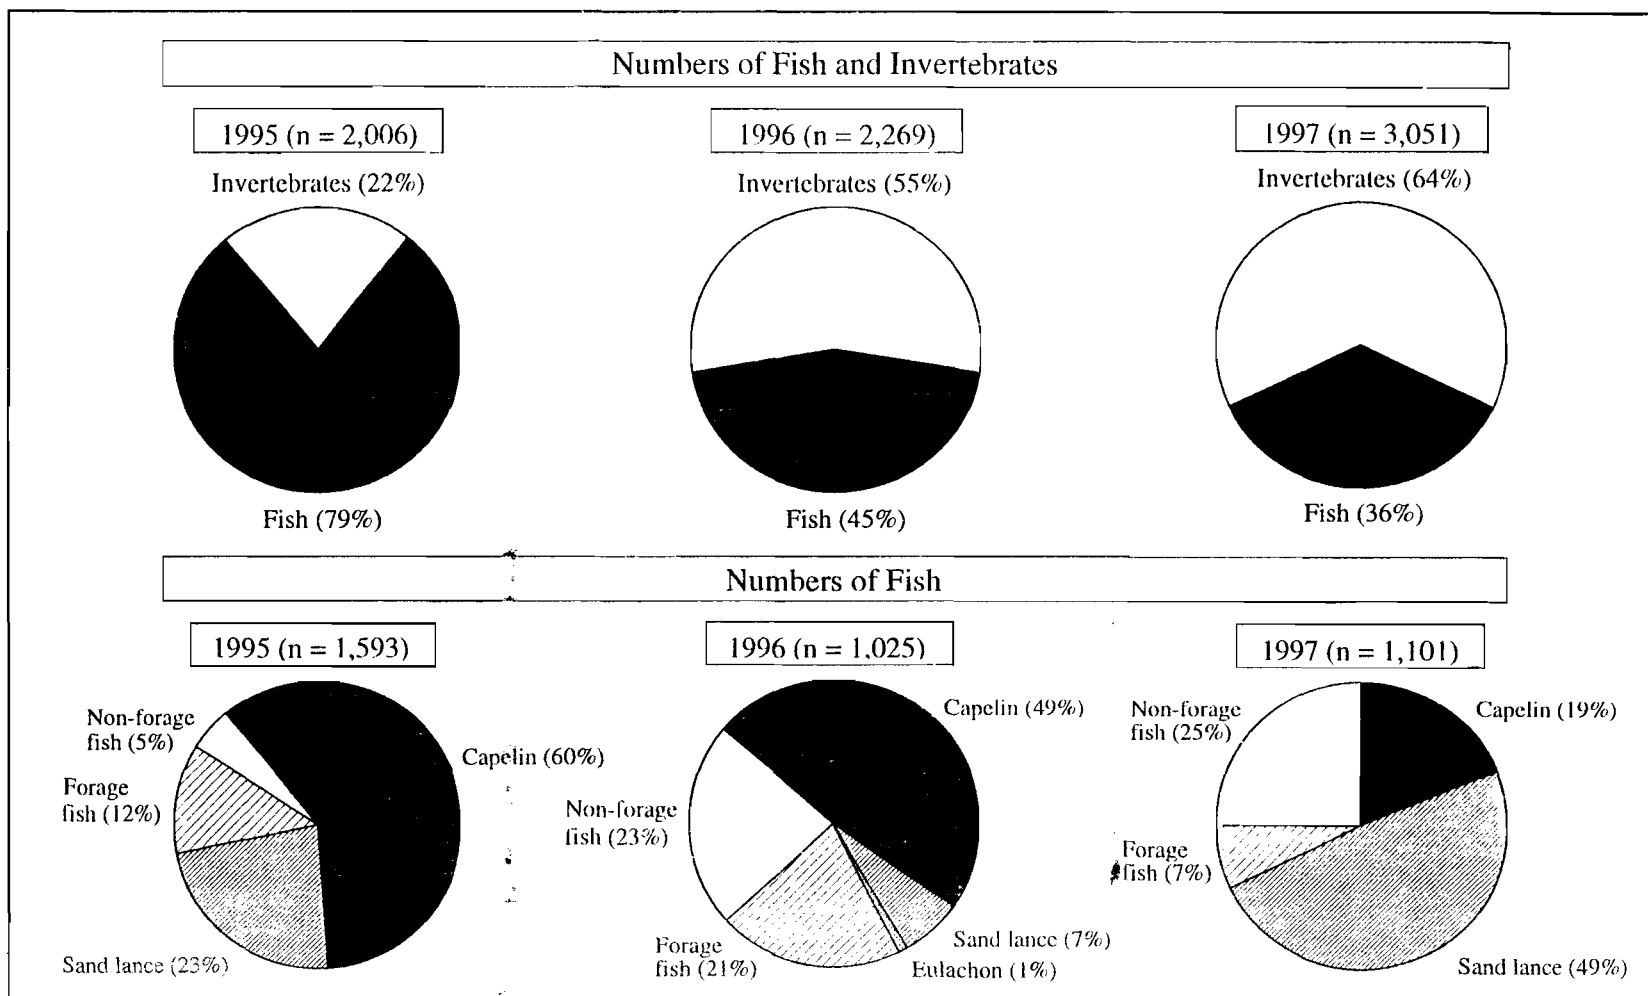 Numbers of Fish and Invertebrates
1995 (n = 2,006)
1996 (n = 2,269)
1997 (n = 3,051)
Invertebrates (22%)
Invertebrates (55%)
Invertebrates (64%)
Fish (79%)
Fish (45%)
Fish (36%)
Numbers of Fish
1995 (n = 1,593)
1996 (n = 1,025)
1997 (n = 1,101)
Non-forage
fish (5%)
Forage
fish (12%)
Capelin (60%)
Sand lance (23%)
Capelin (49%)
Non-forage
fish (23%)
Forage
fish (21%)
Sand lance (7%)
Eulachon (1%)
Non-forage
fish (25%)
Capelin (19%)
Forage
fish (7%)
Sand lance (49%)